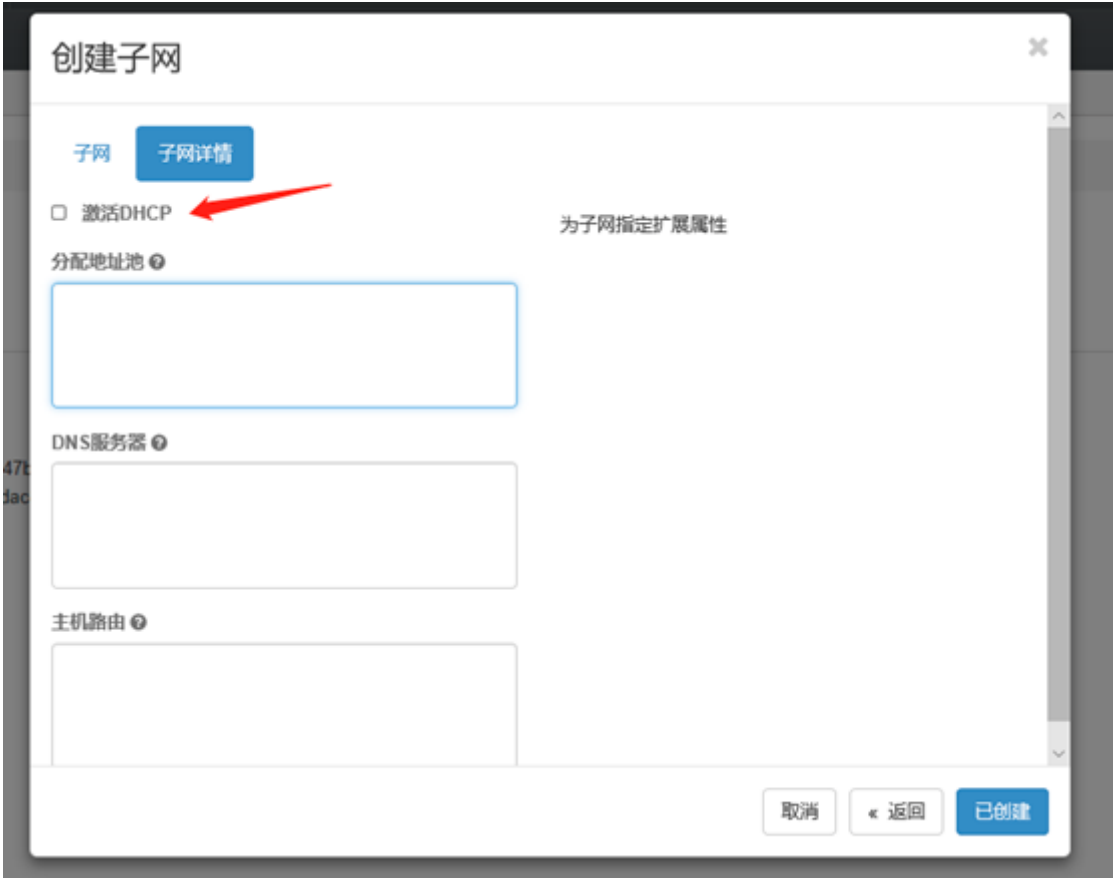 创建子网
子网 子网详情
激活DHCP
为子网指定扩展属性
分配地址池
DNS服务器
47b
dac
主机路由
取消 « 返回 已创建